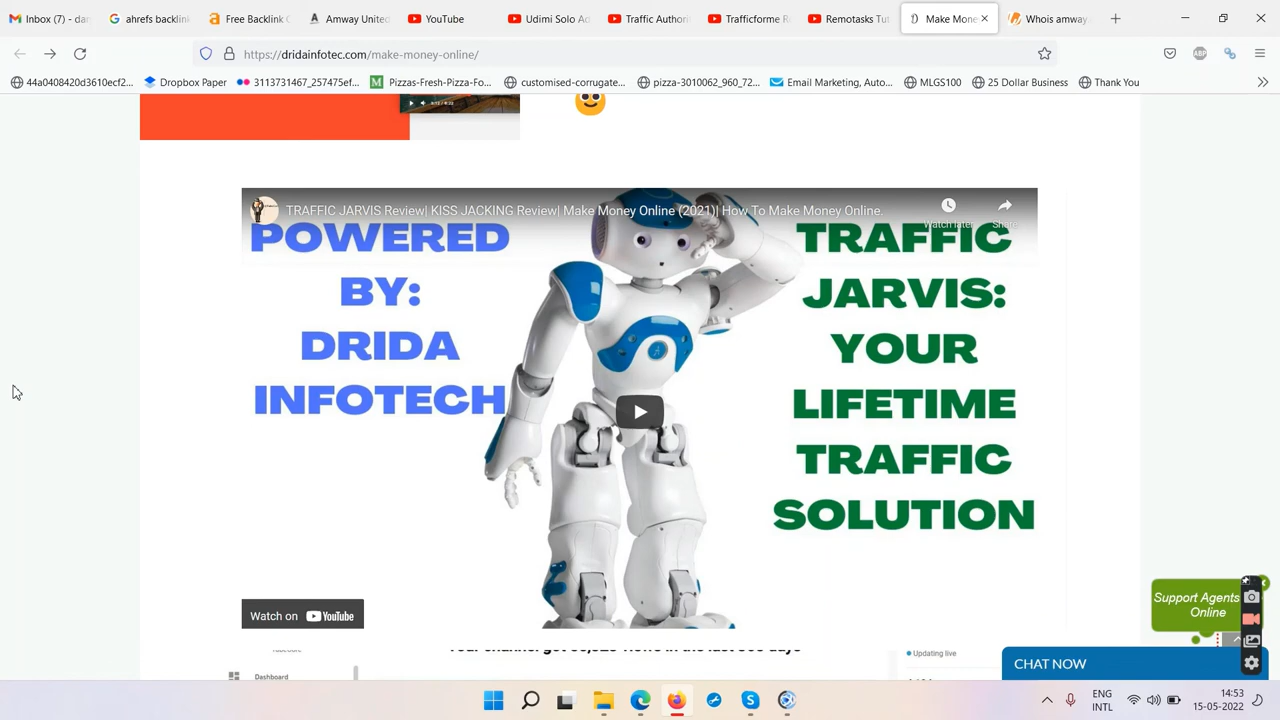 Inbox (7) - dan
ahrefs backlink
Free Backlink C
Amway United
YouTube
Udimi Solo Ad
Traffic Authori
Trafficforme R
Remotasks Tut
Make Mone
Whois amway.
https://dridainfotec.com/make-money-online/
44a0408420d3610ecf2...
Dropbox Paper
3113731467_257475ef...
Pizzas-Fresh-Pizza-Fo...
customised-corrugate...
pizza-3010062_960_72...
Email Marketing, Auto...
MLGS100
25 Dollar Business
Thank You
TRAFFIC JARVIS Review| KISS JACKING Review| Make Money Online (2021)| How To Make Money Online.
Watch later
Share
POWERED
BY:
DRIDA
INFOTECH
TRAFFIC
JARVIS:
YOUR
LIFETIME
TRAFFIC
SOLUTION
Watch on YouTube
Support Agents
Online
Updating live
Dashboard
CHAT NOW
ENG
INTL
14:53
15-05-2022